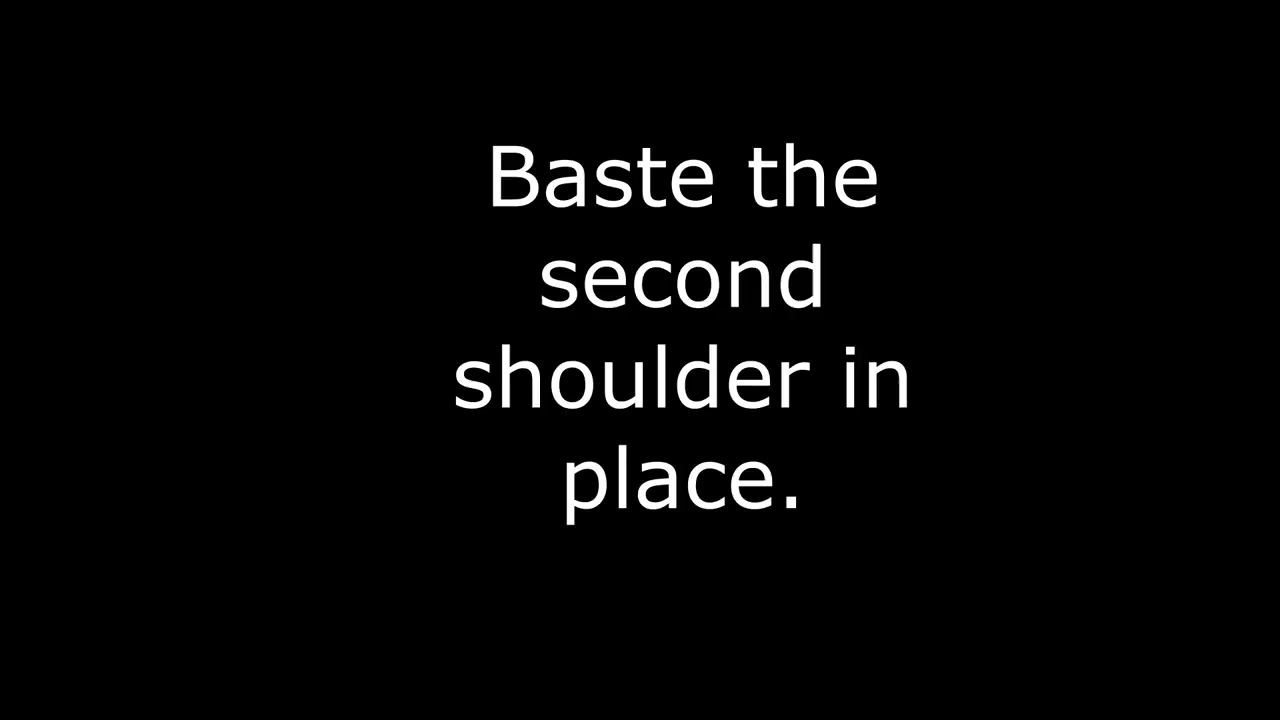 Baste the
second
shoulder in
place.